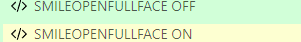 </> SMILEOPENFULLFACE OFF
</> SMILEOPENFULLFACE ON